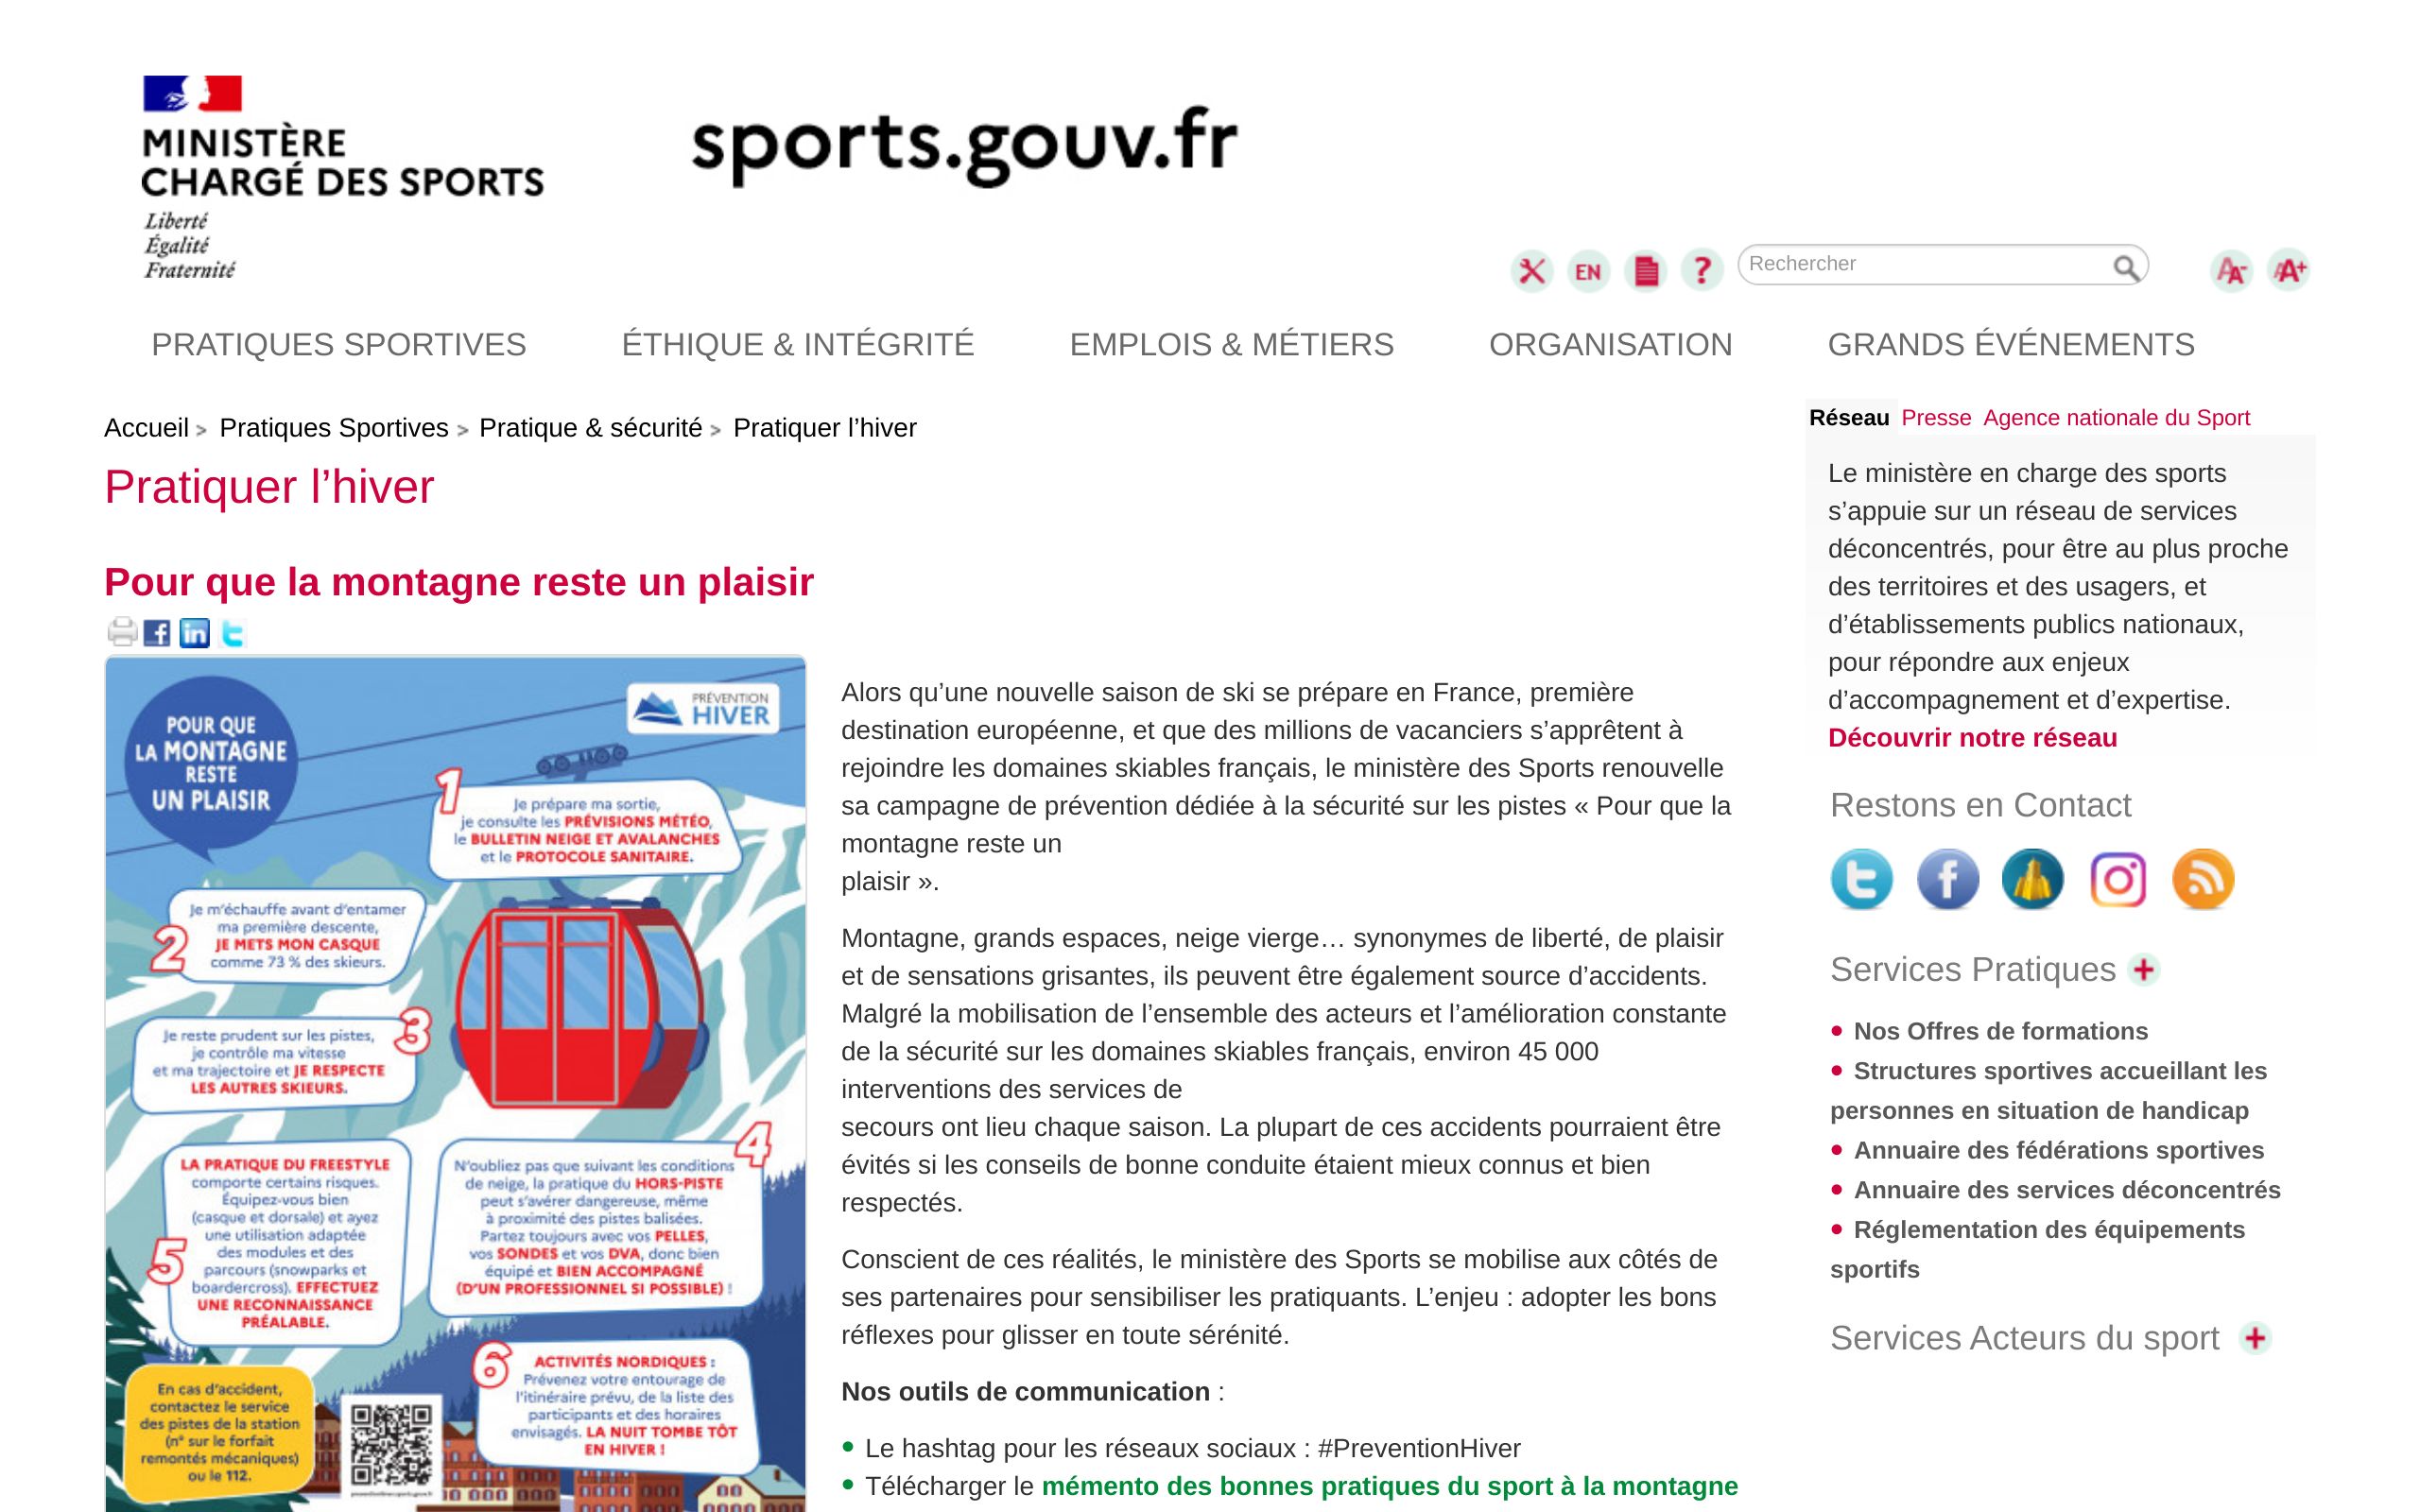 MINISTÈRE
CHARGÉ DES SPORTS
Liberté
Égalité
Fraternité
sports.gouv.fr
EN
?
Rechercher
A-
A+
PRATIQUES SPORTIVES
ÉTHIQUE & INTÉGRITÉ
EMPLOIS & MÉTIERS
ORGANISATION
GRANDS ÉVÉNEMENTS
Accueil > Pratiques Sportives > Pratique & sécurité > Pratiquer l’hiver
Pratiquer l’hiver
Pour que la montagne reste un plaisir
POUR QUE
LA MONTAGNE
RESTE
UN PLAISIR
PRÉVENTION
HIVER
1
Je prépare ma sortie,
je consulte les PRÉVISIONS MÉTÉO,
le BULLETIN NEIGE ET AVALANCHES
et le PROTOCOLE SANITAIRE.
2
Je m'échauffe avant d'entamer
ma première descente,
JE METS MON CASQUE
comme 73 % des skieurs.
3
Je reste prudent sur les pistes,
je contrôle ma vitesse
et ma trajectoire et JE RESPECTE
LES AUTRES SKIEURS.
4
N'oubliez pas que suivant les conditions
de neige, la pratique du HORS-PISTE
peut s'avérer dangereuse, même
à proximité des pistes balisées.
Partez toujours avec vos PELLES,
vos SONDES et vos DVA, donc bien
équipé et BIEN ACCOMPAGNÉ
(D'UN PROFESSIONNEL SI POSSIBLE) !
5
LA PRATIQUE DU FREESTYLE
comporte certains risques.
Équipez-vous bien
(casque et dorsale) et ayez
une utilisation adaptée
des modules et des
parcours (snowparks et
boardercross). EFFECTUEZ
UNE RECONNAISSANCE
PRÉALABLE.
6
ACTIVITÉS NORDIQUES :
Prévenez votre entourage de
l'itinéraire prévu, de la liste des
participants et des horaires
envisagés. LA NUIT TOMBE TÔT
EN HIVER !
En cas d'accident,
contactez le service
des pistes de la station
(n° sur le forfait
remontés mécaniques)
ou le 112.
Alors qu’une nouvelle saison de ski se prépare en France, première
destination européenne, et que des millions de vacanciers s’apprêtent à
rejoindre les domaines skiables français, le ministère des Sports renouvelle
sa campagne de prévention dédiée à la sécurité sur les pistes « Pour que la
montagne reste un
plaisir ».
Montagne, grands espaces, neige vierge… synonymes de liberté, de plaisir
et de sensations grisantes, ils peuvent être également source d’accidents.
Malgré la mobilisation de l’ensemble des acteurs et l’amélioration constante
de la sécurité sur les domaines skiables français, environ 45 000
interventions des services de
secours ont lieu chaque saison. La plupart de ces accidents pourraient être
évités si les conseils de bonne conduite étaient mieux connus et bien
respectés.
Conscient de ces réalités, le ministère des Sports se mobilise aux côtés de
ses partenaires pour sensibiliser les pratiquants. L’enjeu : adopter les bons
réflexes pour glisser en toute sérénité.
Nos outils de communication :
Le hashtag pour les réseaux sociaux : #PreventionHiver
Télécharger le mémento des bonnes pratiques du sport à la montagne
Réseau Presse Agence nationale du Sport
Le ministère en charge des sports
s’appuie sur un réseau de services
déconcentrés, pour être au plus proche
des territoires et des usagers, et
d’établissements publics nationaux,
pour répondre aux enjeux
d’accompagnement et d’expertise.
Découvrir notre réseau
Restons en Contact
Services Pratiques +
Nos Offres de formations
Structures sportives accueillant les
personnes en situation de handicap
Annuaire des fédérations sportives
Annuaire des services déconcentrés
Réglementation des équipements
sportifs
Services Acteurs du sport +